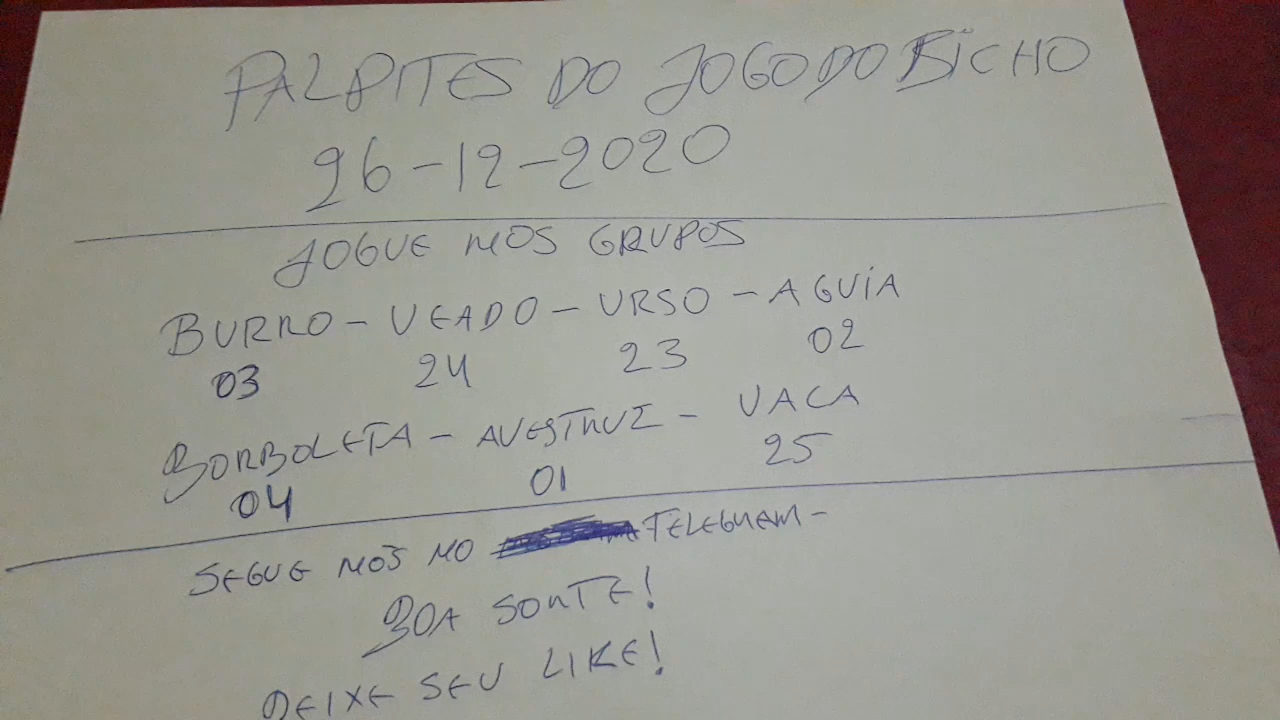 PALPITES DO JOGO DO BICHO
26-12-2020
JOGUE NOS GRUPOS
BURRO - VEADO - URSO - AGUIA
03 24 23 02
BORBOLETA - AVESTRUZ - VACA
04 01 25
SEGUE NOS NO TELEGRAM -
BOA SORTE!
DEIXE SEU LIKE!